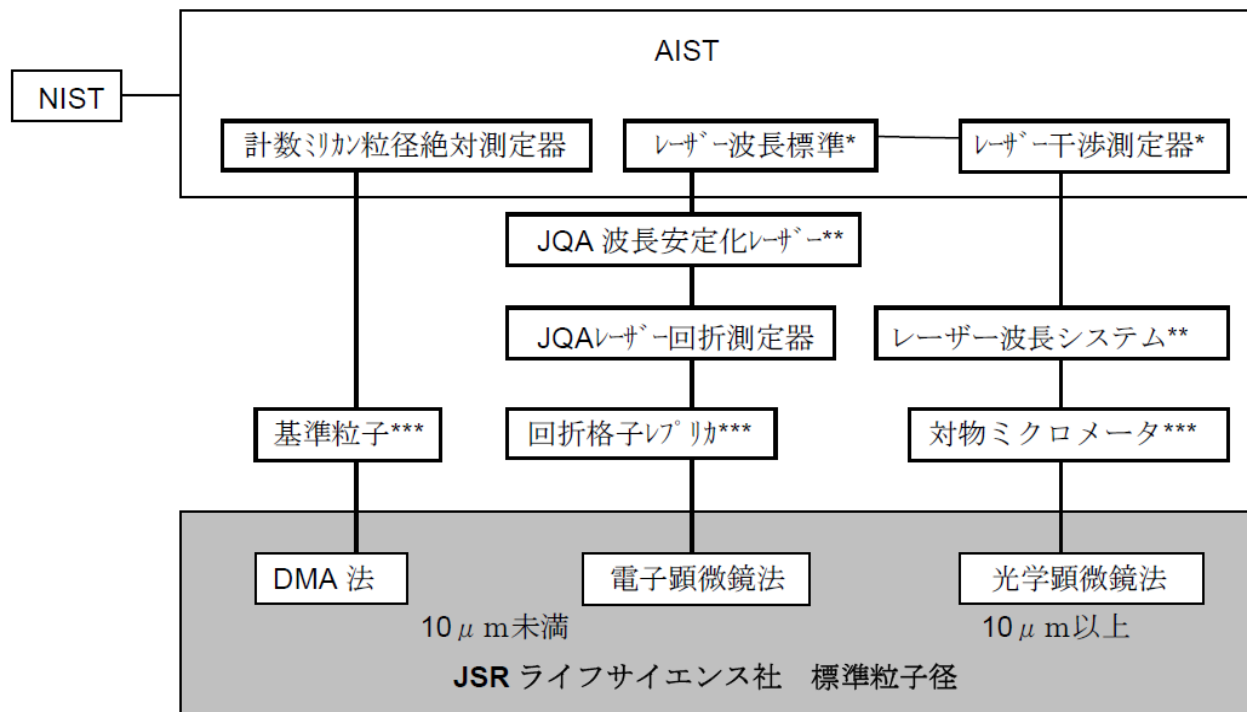 AIST
NIST
計数ﾐﾘｶﾝ粒径絶対測定器
ﾚｰｻﾞｰ波長標準*
ﾚｰｻﾞｰ干渉測定器*
JQA 波長安定化ﾚｰｻﾞｰ**
JQAﾚｰｻﾞｰ回折測定器
レーザー波長システム**
基準粒子***
回折格子ﾚﾌﾟﾘｶ***
対物ミクロメータ***
DMA 法
電子顕微鏡法
光学顕微鏡法
10μm未満
10μm以上
JSR ライフサイエンス社　標準粒子径